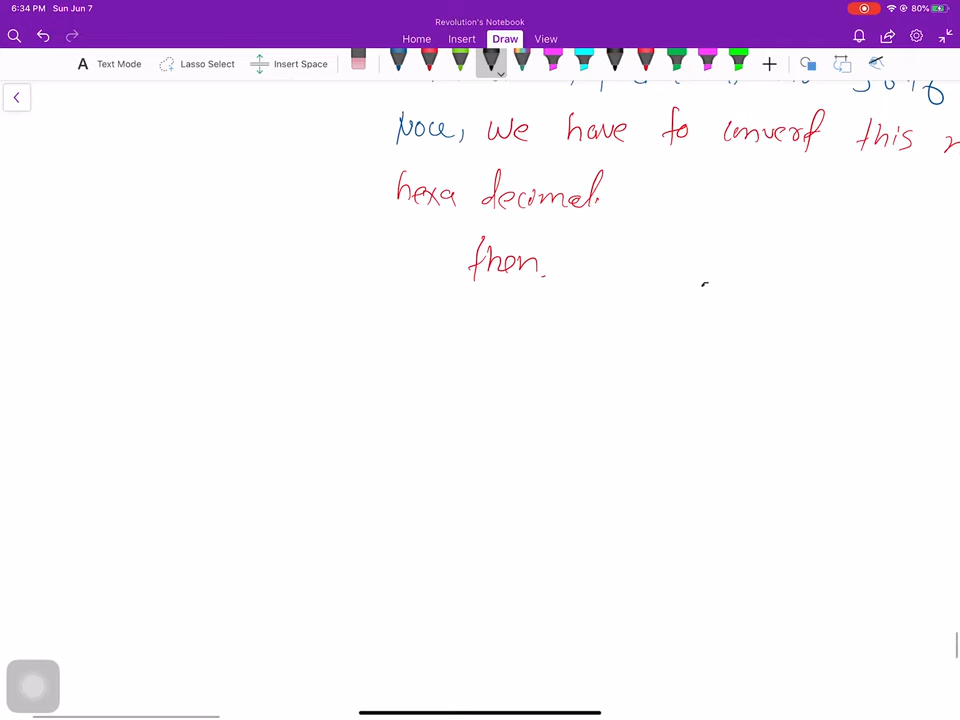 6:34 PM Sun Jun 7 80%
Revolution's Notebook
Home Insert Draw View
A Text Mode Lasso Select Insert Space
we have to convert this
hexa decimal.
then,